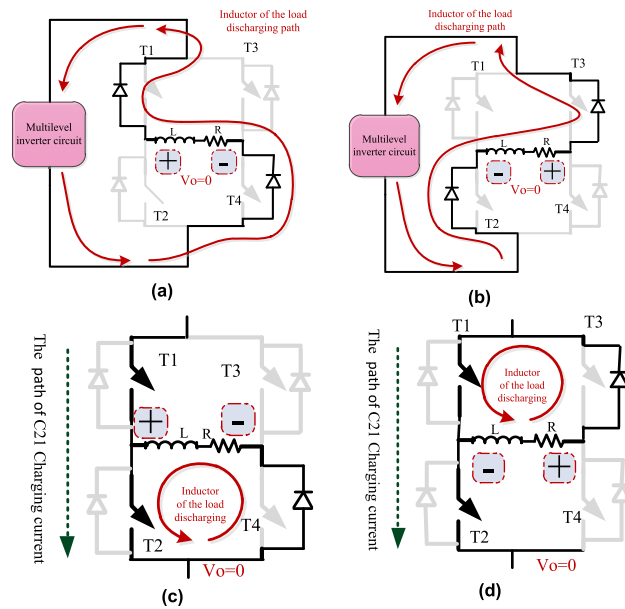 Inductor of the load
discharging path
T1
T3
Multilevel
inverter circuit
L
R
+
-
Vo=0
T2
T4
(a)
Inductor of the load
discharging path
T1
T3
Multilevel
inverter circuit
L
R
-
+
Vo=0
T2
T4
(b)
The path of C21 Charging current
T1
T3
+
-
L
R
Inductor
of the load
discharging
T2
T4
Vo=0
(c)
The path of C21 Charging current
T1
T3
Inductor
of the load
discharging
L
R
-
+
T2
T4
Vo=0
(d)